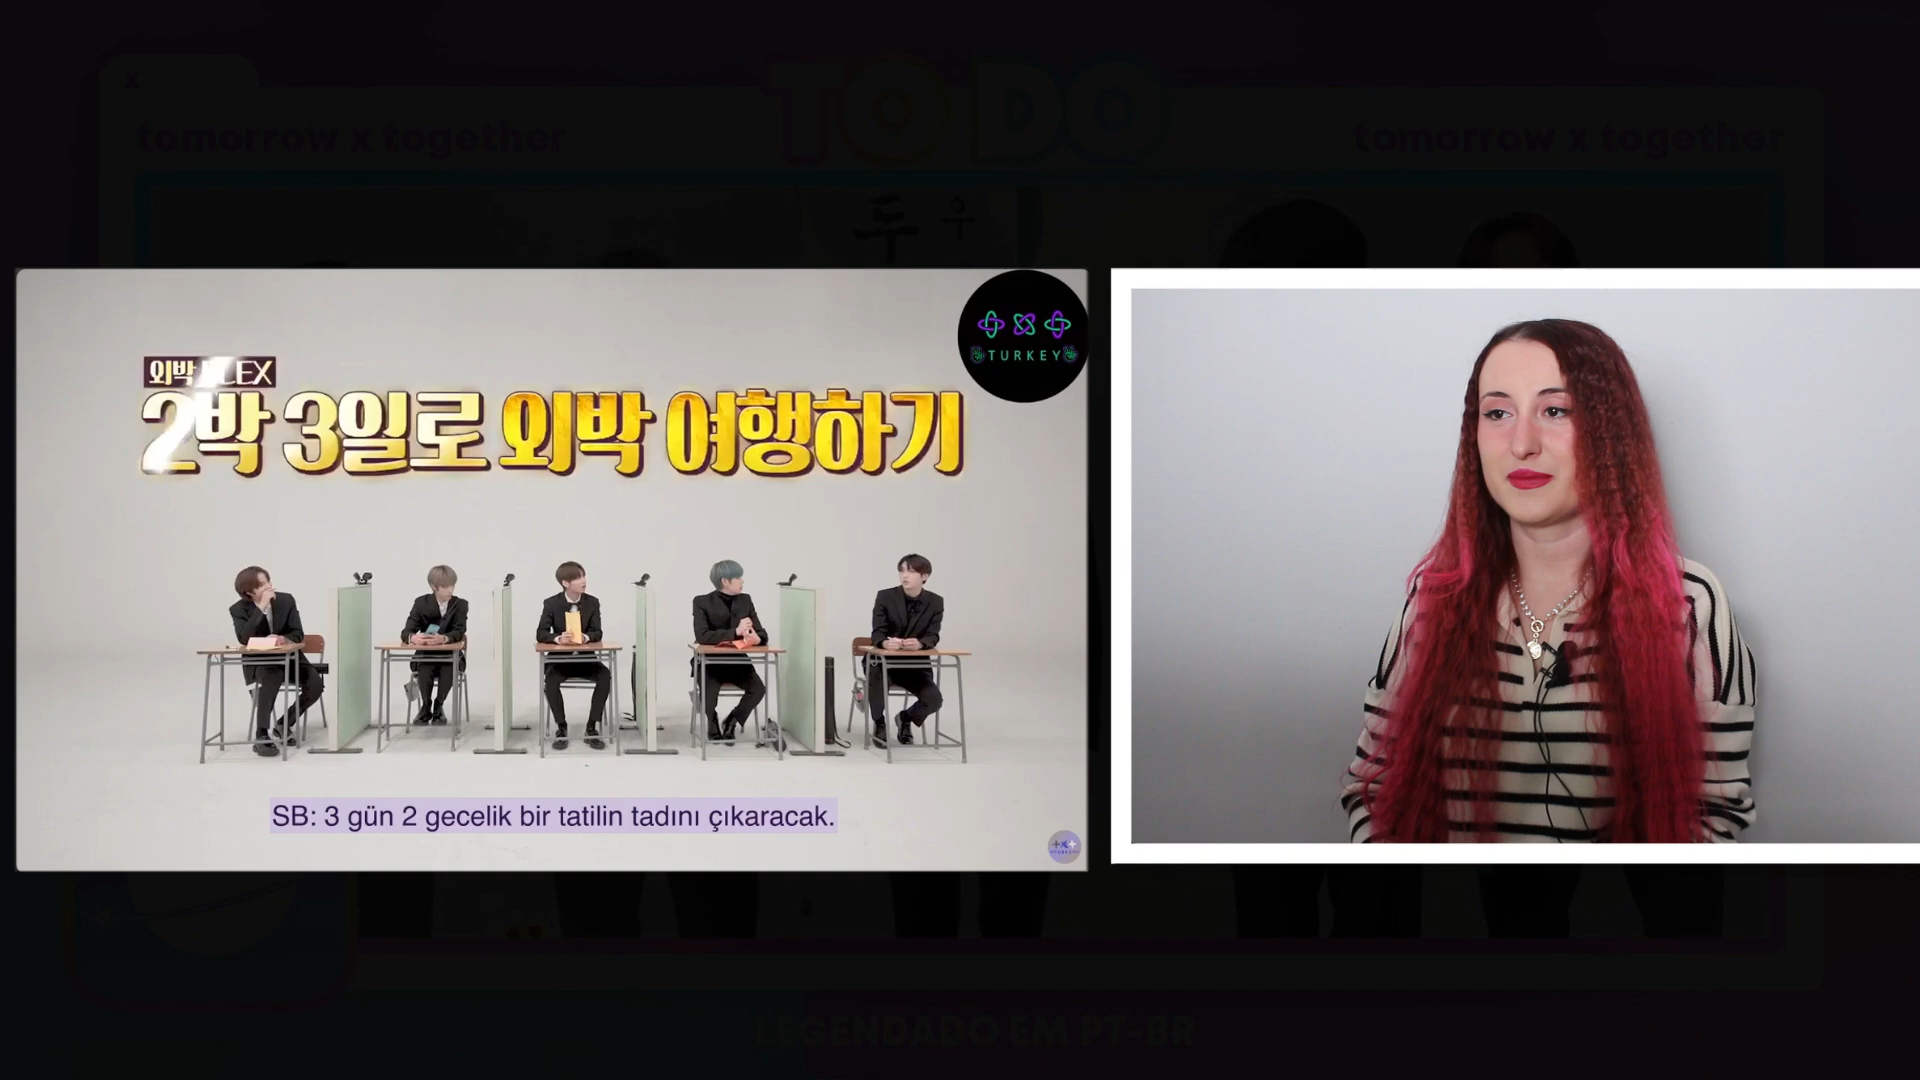 X
TO DO
tomorrow x together
tomorrow x together
두 우
TURKEY
외박 FLEX
2박 3일로 외박 여행하기
SB: 3 gün 2 gecelik bir tatilin tadını çıkaracak.
LEGENDADO EM PT-BR